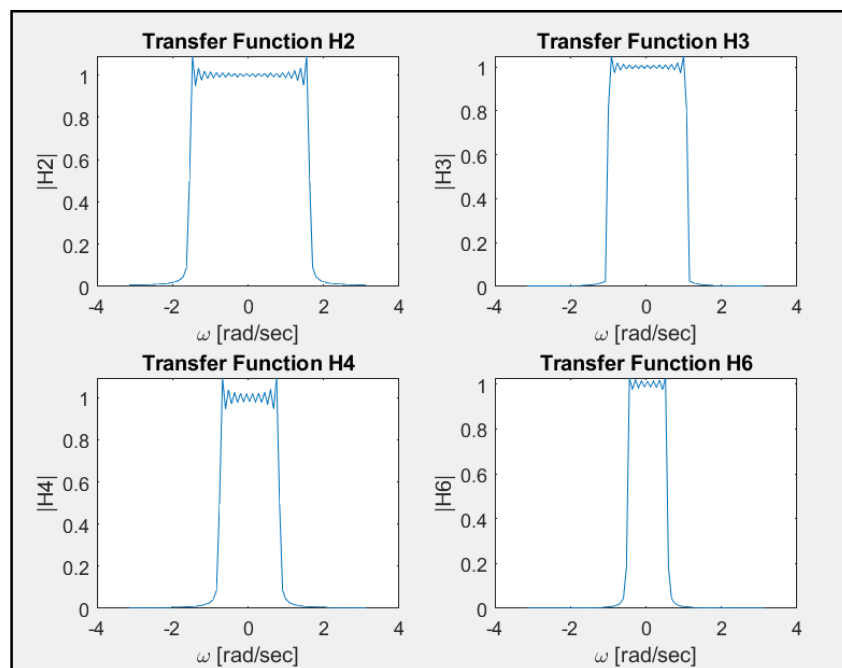 Transfer Function H2
|H2|
1
0.8
0.6
0.4
0.2
0
-4 -2 0 2 4
ω [rad/sec]
Transfer Function H3
|H3|
1
0.8
0.6
0.4
0.2
0
-4 -2 0 2 4
ω [rad/sec]
Transfer Function H4
|H4|
1
0.8
0.6
0.4
0.2
0
-4 -2 0 2 4
ω [rad/sec]
Transfer Function H6
|H6|
1
0.8
0.6
0.4
0.2
0
-4 -2 0 2 4
ω [rad/sec]